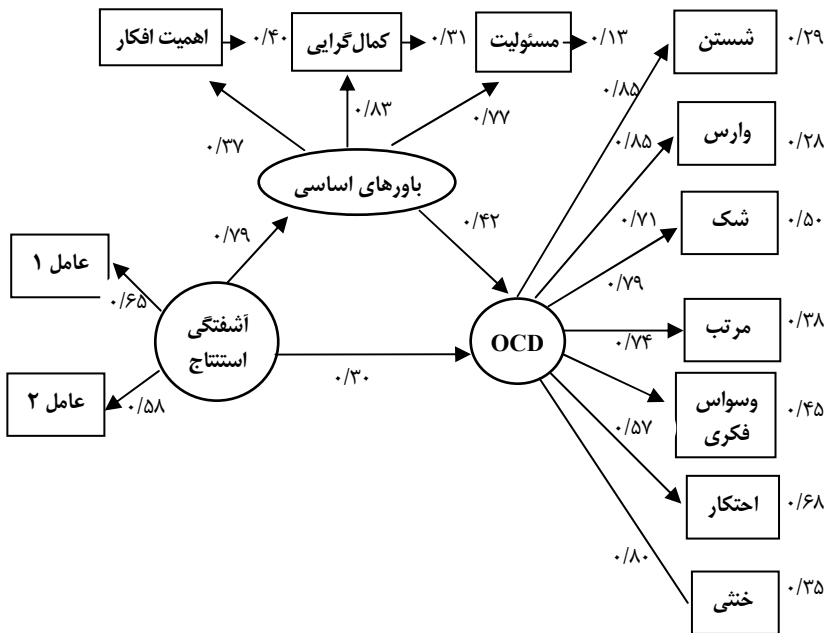 اهمیت افکار
۰/۴۰
کمال‌گرایی
۰/۳۱
مسئولیت
۰/۱۳
شستن
۰/۲۹
۰/۳۷
۰/۸۳
۰/۷۷
۰/۸۵
وارس
۰/۲۸
۰/۸۵
باورهای اساسی
شک
۰/۵۰
۰/۷۱
عامل ۱
۰/۷۹
۰/۴۲
۰/۷۹
۰/۶۵
آشفتگی
استنتاج
OCD
مرتب
۰/۳۸
۰/۷۴
۰/۳۰
عامل ۲
۰/۵۸
وسواس
فکری
۰/۴۵
۰/۵۷
احتکار
۰/۶۸
۰/۸۰
خنثی
۰/۳۵